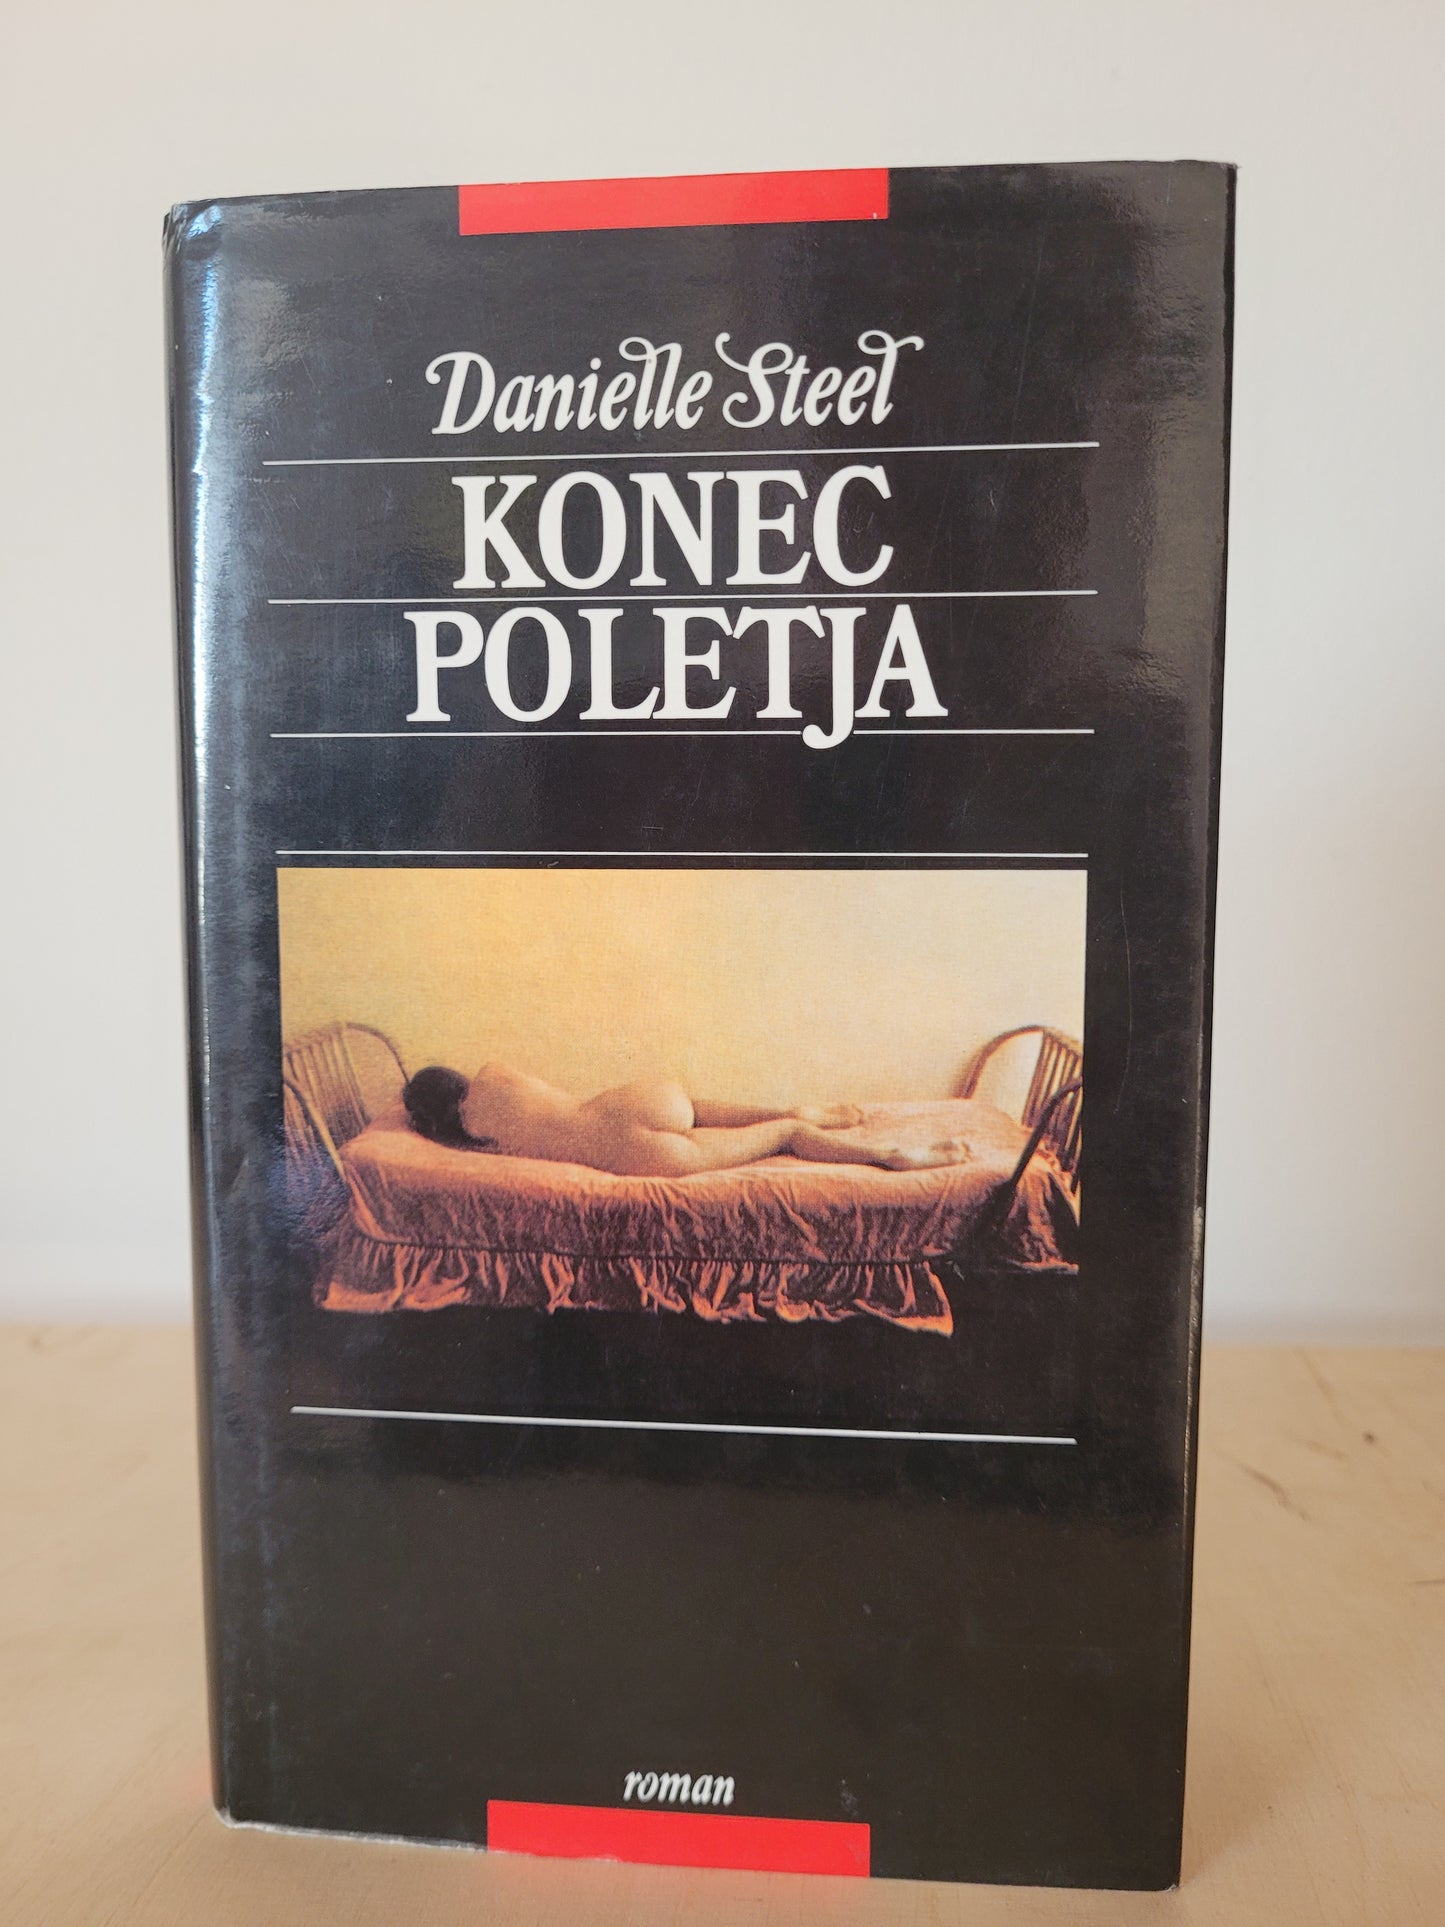 Danielle Steel
KONEC
POLETJA
roman